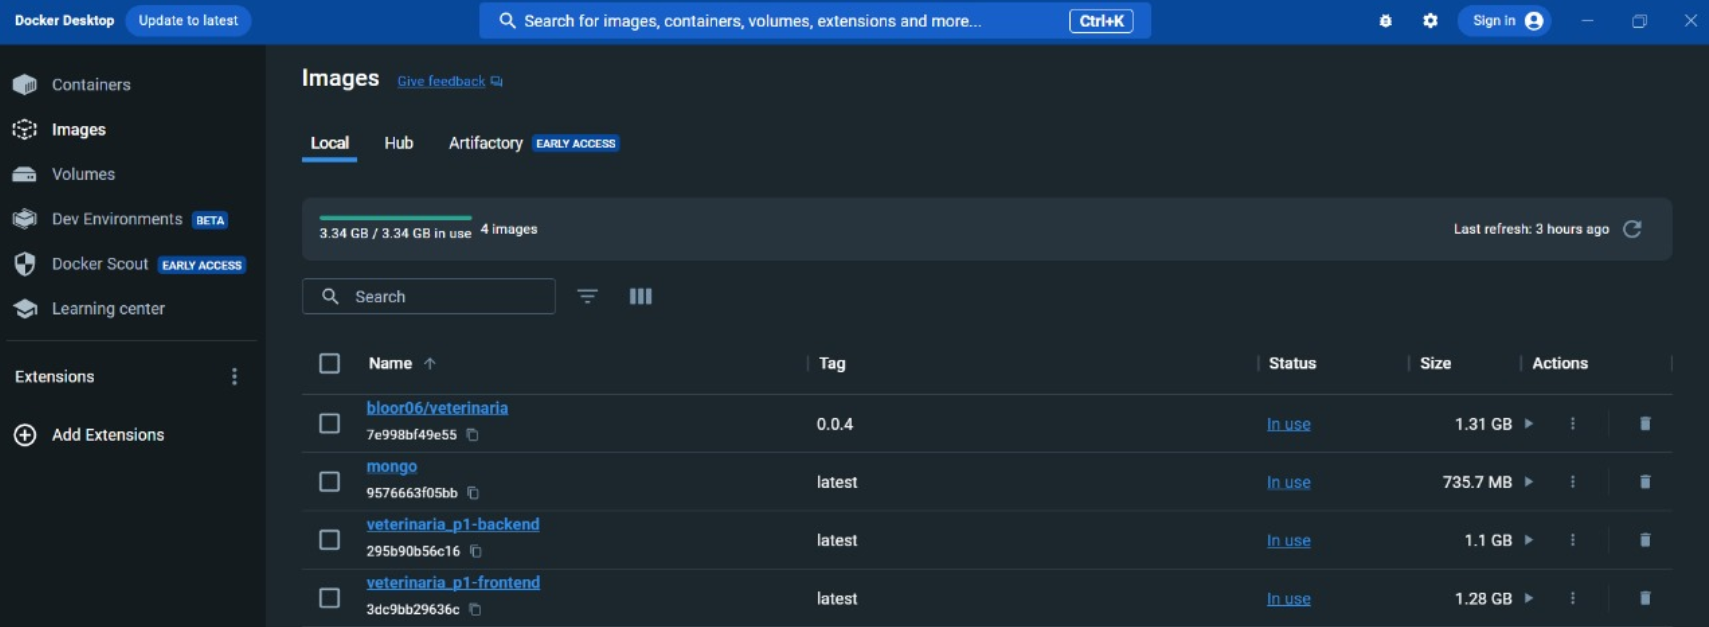 Docker Desktop Update to latest Search for images, containers, volumes, extensions and more... Ctrl+K Sign in
Containers
Images
Volumes
Dev Environments BETA
Docker Scout EARLY ACCESS
Learning center
Extensions
Add Extensions
Images Give feedback
Local Hub Artifactory EARLY ACCESS
3.34 GB / 3.34 GB in use 4 images Last refresh: 3 hours ago
Search
Name Tag Status Size Actions
bloor06/veterinaria
7e998bf49e55
0.0.4 In use 1.31 GB
mongo
9576663f05bb
latest In use 735.7 MB
veterinaria_p1-backend
295b90b56c16
latest In use 1.1 GB
veterinaria_p1-frontend
3dc9bb29636c
latest In use 1.28 GB